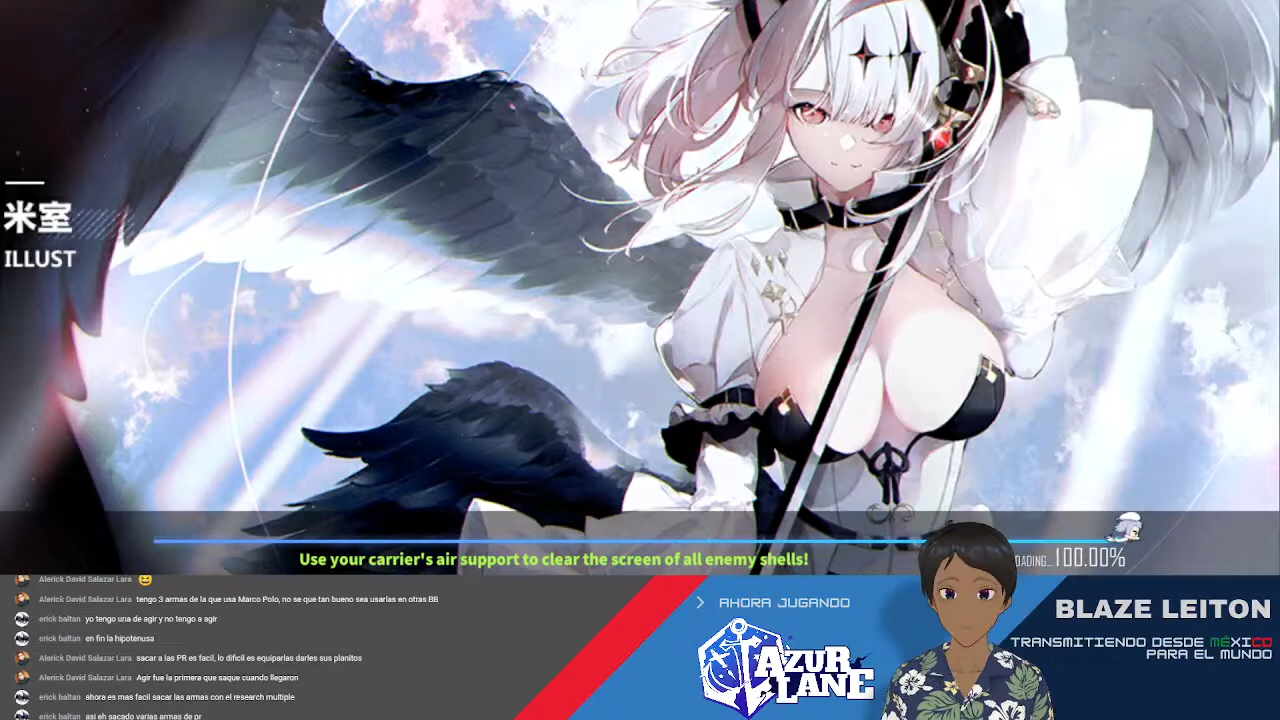 米室
ILLUST
Use your carrier's air support to clear the screen of all enemy shells!
OADING... 100.00%
Alerick David Salazar Lara
Alerick David Salazar Lara tengo 3 armas de la que usa Marco Polo, no se que tan bueno sea usarlas en otras BB
erick baltan yo tengo una de agir y no tengo a agir
erick baltan en fin la hipotenusa
Alerick David Salazar Lara sacar a las PR es facil, lo dificil es equiparlas darles sus planitos
Alerick David Salazar Lara Agir fue la primera que saque cuando llegaron
erick baltan ahora es mas facil sacar las armas con el research multiple
erick baltan asi eh sacado varias armas de pr
> AHORA JUGANDO
AZUR
LANE
BLAZE LEITON
TRANSMITIENDO DESDE MÉXICO
PARA EL MUNDO